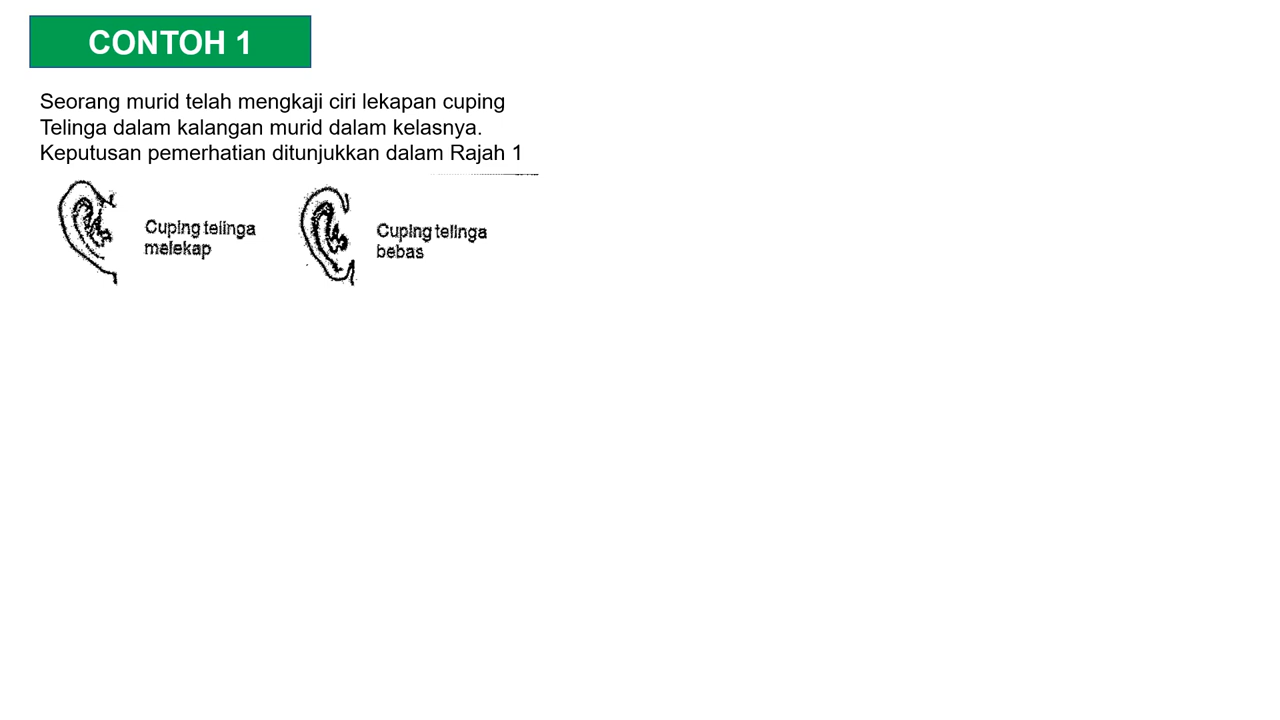 CONTOH 1
Seorang murid telah mengkaji ciri lekapan cuping
Telinga dalam kalangan murid dalam kelasnya.
Keputusan pemerhatian ditunjukkan dalam Rajah 1
Cuping telinga
melekap
Cuping telinga
bebas